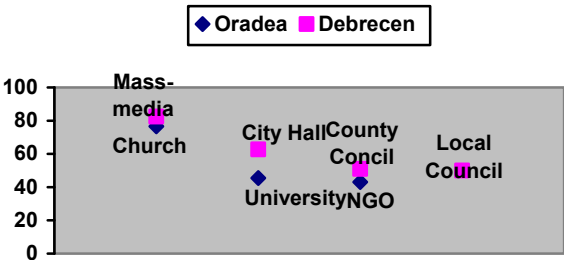 Oradea Debrecen
100
80
60
40
20
0
Mass-
media
Church
City Hall
University
County
Concil
NGO
Local
Council